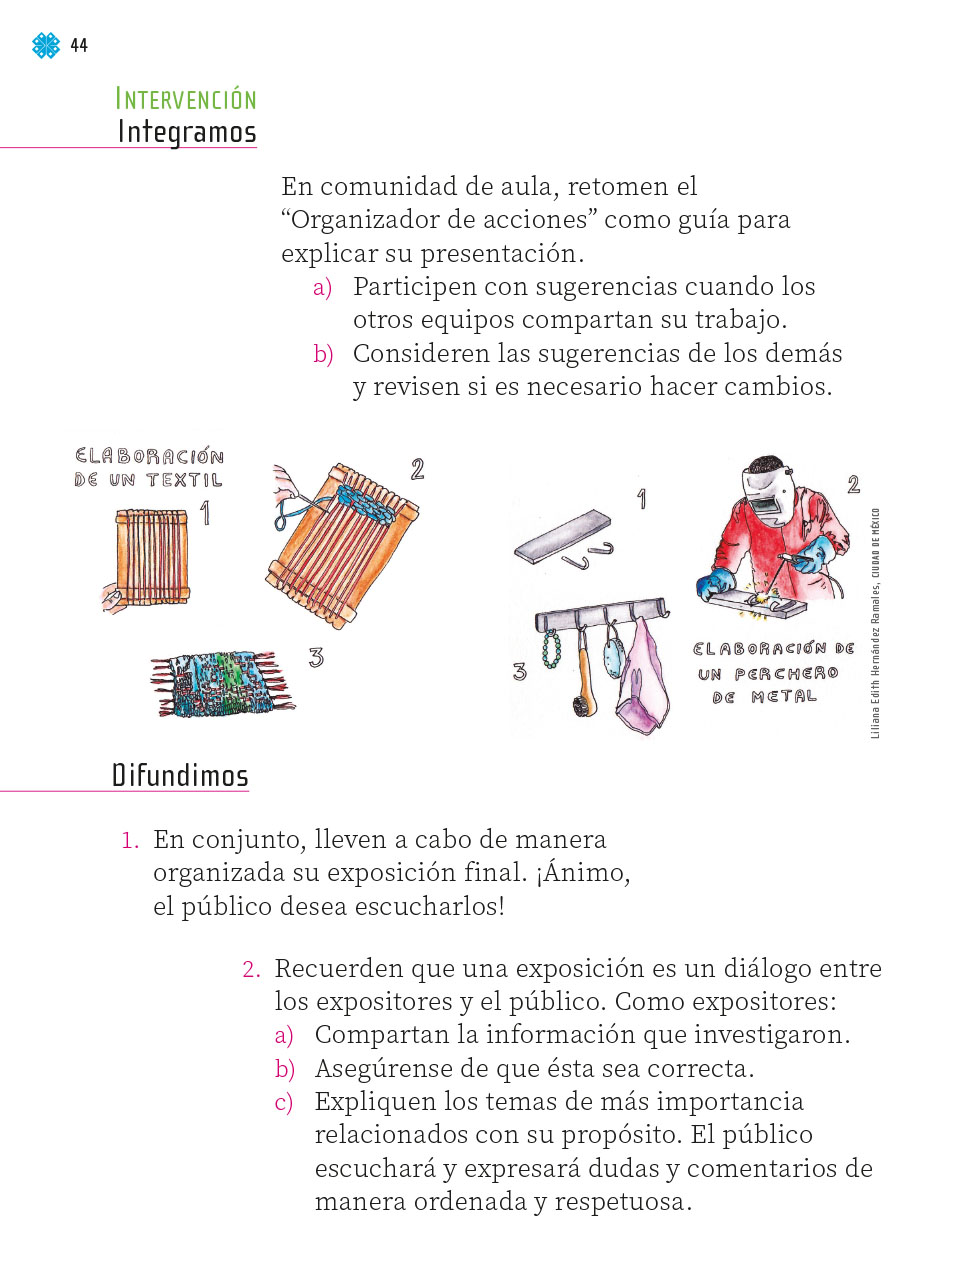 44
Intervención
Integramos
En comunidad de aula, retomen el
“Organizador de acciones” como guía para
explicar su presentación.
a) Participen con sugerencias cuando los
otros equipos compartan su trabajo.
b) Consideren las sugerencias de los demás
y revisen si es necesario hacer cambios.
ELABORACIÓN
DE UN TEXTIL
1
2
3
1
2
3
ELABORACIÓN DE
UN PERCHERO
DE METAL
Liliana Edith Hernández Ramales, CIUDAD DE MÉXICO
Difundimos
1. En conjunto, lleven a cabo de manera
organizada su exposición final. ¡Ánimo,
el público desea escucharlos!
2. Recuerden que una exposición es un diálogo entre
los expositores y el público. Como expositores:
a) Compartan la información que investigaron.
b) Asegúrense de que ésta sea correcta.
c) Expliquen los temas de más importancia
relacionados con su propósito. El público
escuchará y expresará dudas y comentarios de
manera ordenada y respetuosa.